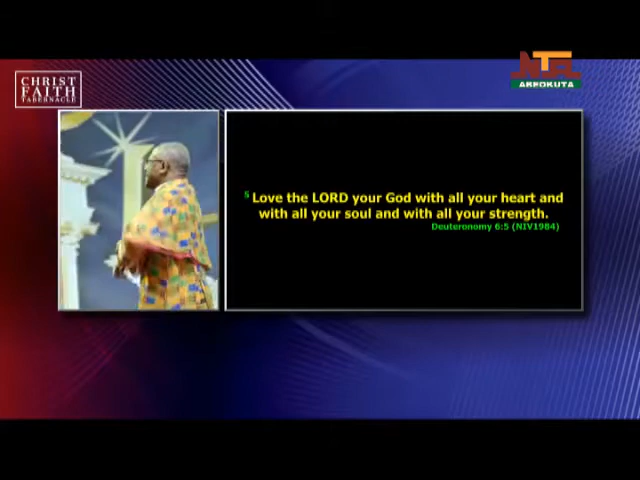 CHRIST
FAITH
TABERNACLE
NTA
ABEOKUTA
5 Love the LORD your God with all your heart and
with all your soul and with all your strength.
Deuteronomy 6:5 (NIV1984)